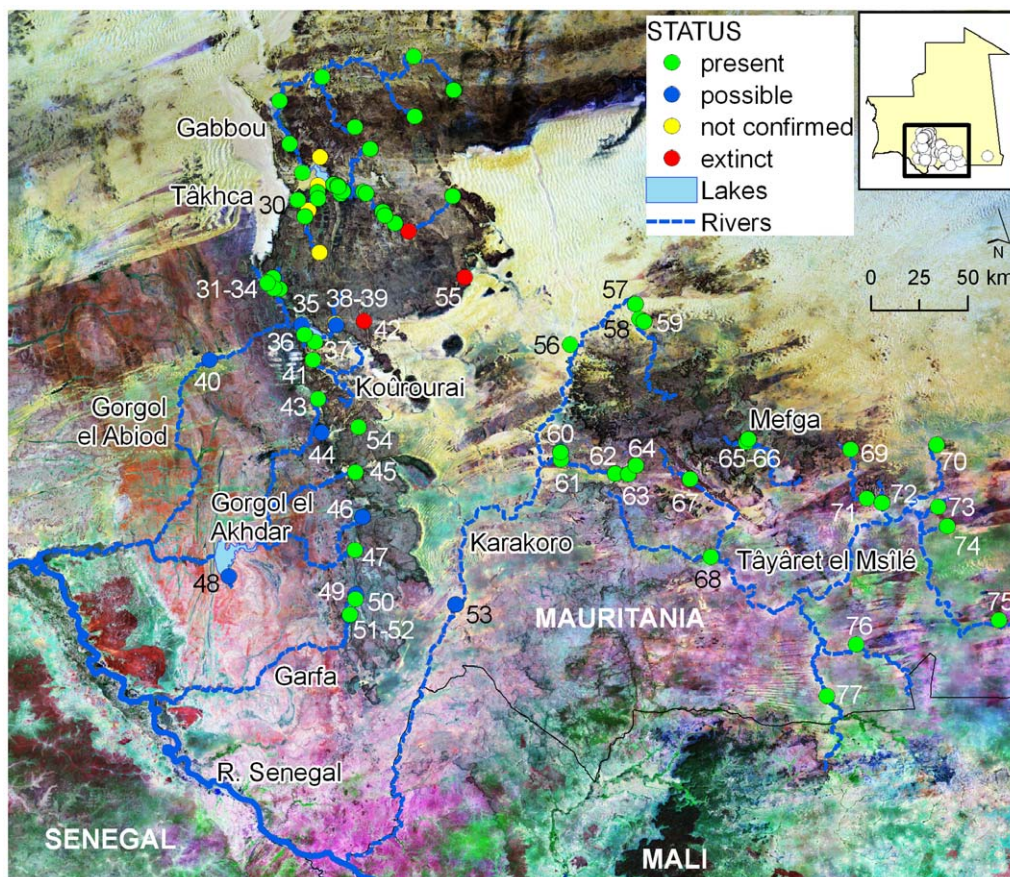 STATUS
present
possible
not confirmed
extinct
Lakes
Rivers
N
0 25 50
km
Gabbou
Tâkhca
30
31-34
35
38-39
55
42
36
37
40
41
Koûrourai
43
Gorgol
el Abiod
44
54
45
Gorgol el
Akhdar
46
47
48
49
50
51-52
Garfa
R. Senegal
SENEGAL
57
58
59
56
60
61
62
64
63
Mefga
65-66
67
69
70
71
72
73
74
Karakoro
68
Tâyâret el Msîlé
53
MAURITANIA
75
76
77
MALI